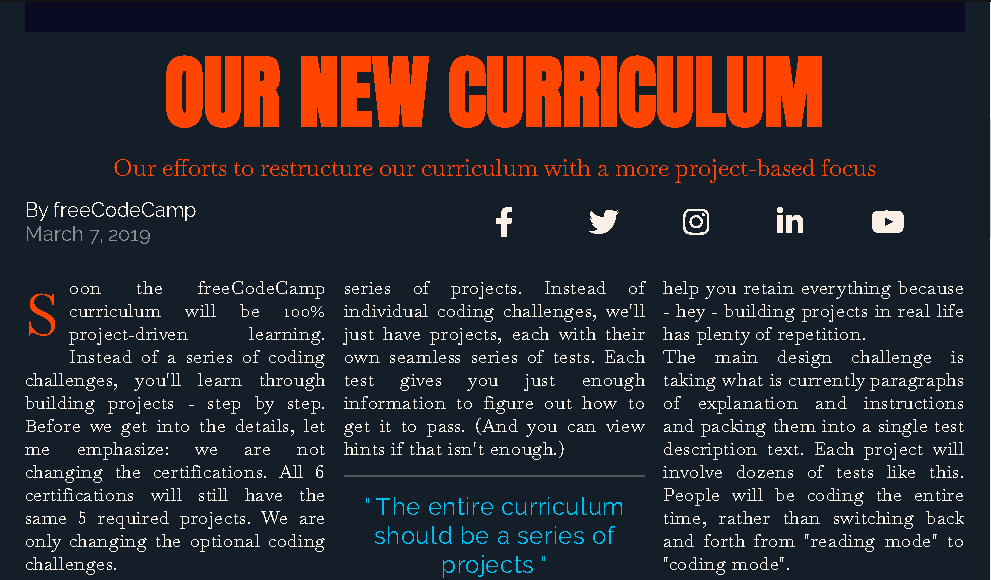 OUR NEW CURRICULUM
Our efforts to restructure our curriculum with a more project-based focus
By freeCodeCamp
March 7, 2019
Soon the freeCodeCamp
curriculum will be 100%
project-driven learning.
Instead of a series of coding
challenges, you'll learn through
building projects - step by step.
Before we get into the details, let
me emphasize: we are not
changing the certifications. All 6
certifications will still have the
same 5 required projects. We are
only changing the optional coding
challenges.
series of projects. Instead of
individual coding challenges, we'll
just have projects, each with their
own seamless series of tests. Each
test gives you just enough
information to figure out how to
get it to pass. (And you can view
hints if that isn't enough.)
" The entire curriculum
should be a series of
projects "
help you retain everything because
- hey - building projects in real life
has plenty of repetition.
The main design challenge is
taking what is currently paragraphs
of explanation and instructions
and packing them into a single test
description text. Each project will
involve dozens of tests like this.
People will be coding the entire
time, rather than switching back
and forth from "reading mode" to
"coding mode".